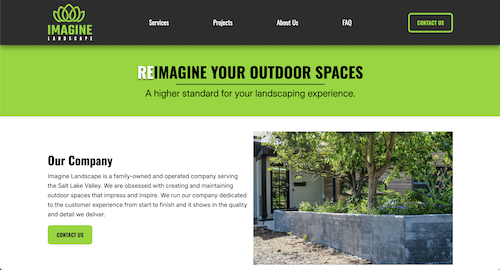 IMAGINE
LANDSCAPE
Services Projects About Us FAQ CONTACT US
REIMAGINE YOUR OUTDOOR SPACES
A higher standard for your landscaping experience.
Our Company
Imagine Landscape is a family-owned and operated company serving
the Salt Lake Valley. We are obsessed with creating and maintaining
outdoor spaces that impress and inspire. We run our company dedicated
to the customer experience from start to finish and it shows in the quality
and detail we deliver.
CONTACT US